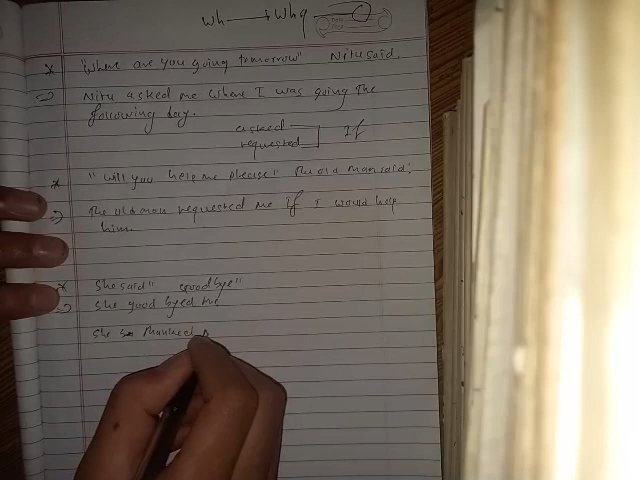 Wh → Wh q
"Where are you going tomorrow" Nitu said.
Nitu asked me where I was going the
following day.
asked
requested If
"Will you help me please" The old man said.
The old man requested me if I would help
him.
She said "Goodbye"
She good byed me
She Thanked